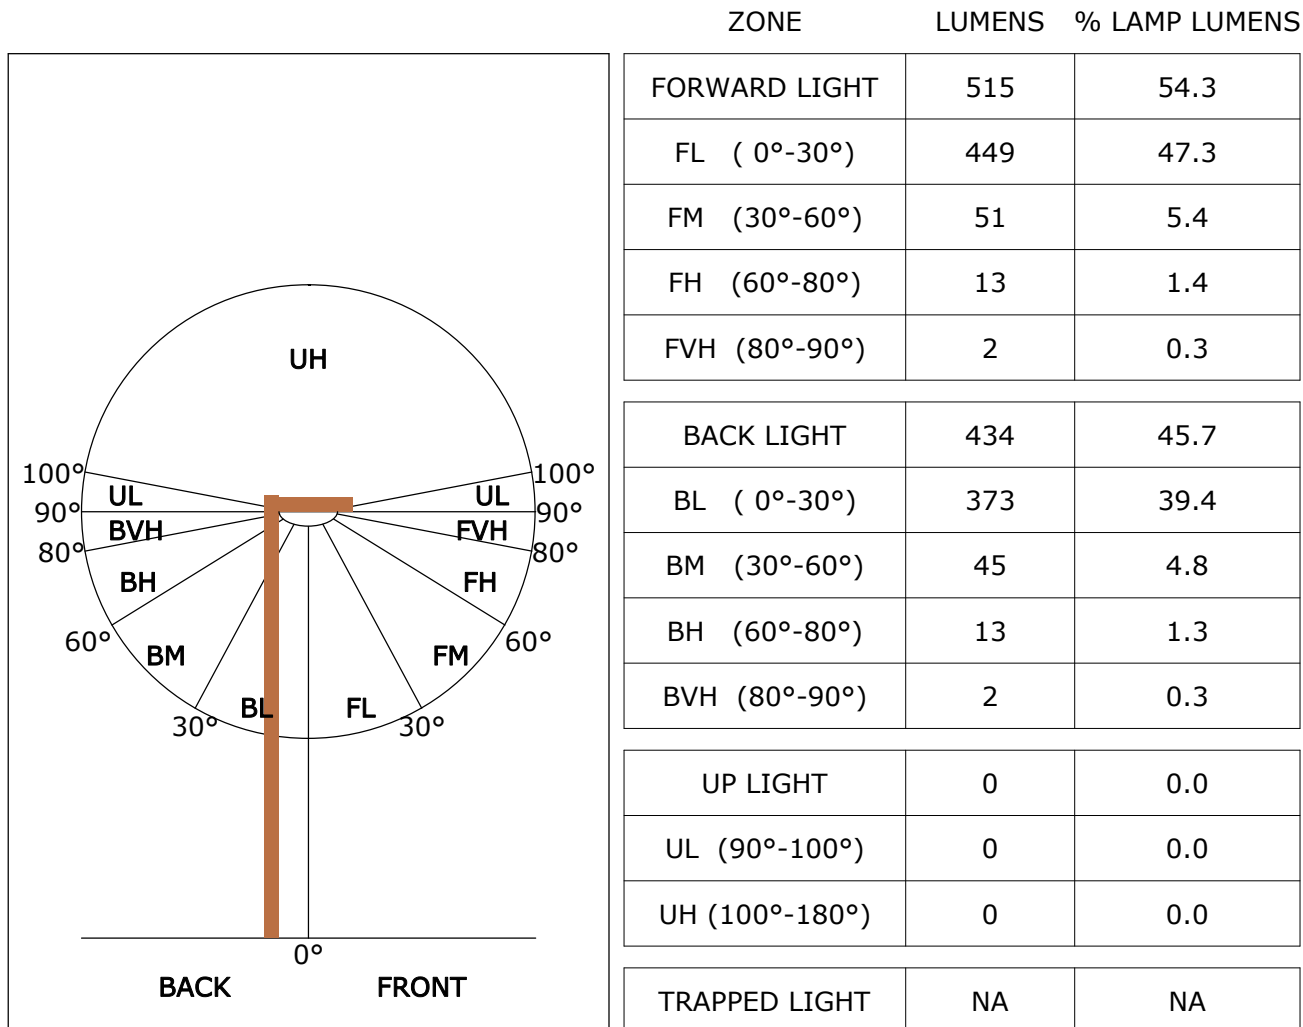 ZONE LUMENS % LAMP LUMENS
FORWARD LIGHT 515 54.3
FL ( 0°-30°) 449 47.3
FM (30°-60°) 51 5.4
FH (60°-80°) 13 1.4
FVH (80°-90°) 2 0.3
BACK LIGHT 434 45.7
BL ( 0°-30°) 373 39.4
BM (30°-60°) 45 4.8
BH (60°-80°) 13 1.3
BVH (80°-90°) 2 0.3
UP LIGHT 0 0.0
UL (90°-100°) 0 0.0
UH (100°-180°) 0 0.0
TRAPPED LIGHT NA NA
UH
100° 100°
UL UL
90° 90°
BVH FVH
80° 80°
BH FH
60° 60°
BM FM
BL FL
30° 30°
0°
BACK FRONT